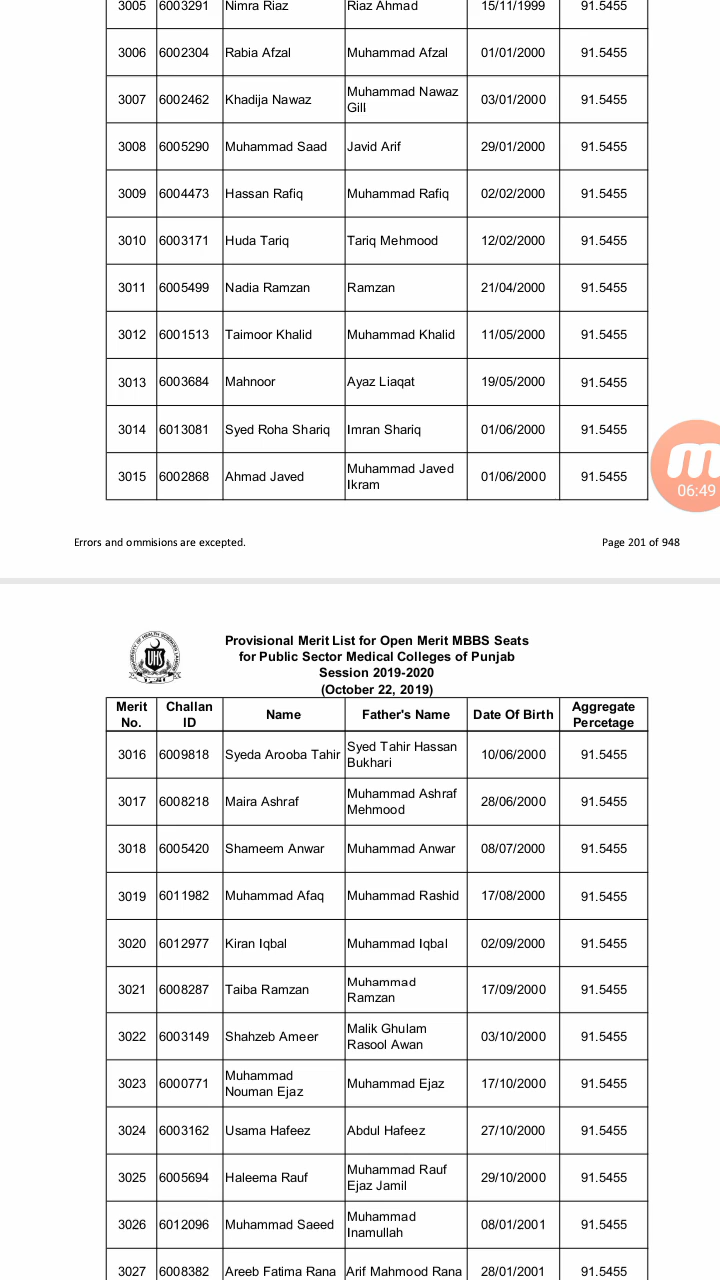 3005 6003291 Nimra Riaz Riaz Ahmad 15/11/1999 91.5455
3006 6002304 Rabia Afzal Muhammad Afzal 01/01/2000 91.5455
3007 6002462 Khadija Nawaz Muhammad Nawaz Gill 03/01/2000 91.5455
3008 6005290 Muhammad Saad Javid Arif 29/01/2000 91.5455
3009 6004473 Hassan Rafiq Muhammad Rafiq 02/02/2000 91.5455
3010 6003171 Huda Tariq Tariq Mehmood 12/02/2000 91.5455
3011 6005499 Nadia Ramzan Ramzan 21/04/2000 91.5455
3012 6001513 Taimoor Khalid Muhammad Khalid 11/05/2000 91.5455
3013 6003684 Mahnoor Ayaz Liaqat 19/05/2000 91.5455
3014 6013081 Syed Roha Shariq Imran Shariq 01/06/2000 91.5455
3015 6002868 Ahmad Javed Muhammad Javed Ikram 01/06/2000 91.5455
06:49
Errors and ommisions are excepted. Page 201 of 948
UHS
Provisional Merit List for Open Merit MBBS Seats
for Public Sector Medical Colleges of Punjab
Session 2019-2020
(October 22, 2019)
Merit No. Challan ID Name Father's Name Date Of Birth Aggregate Percetage
3016 6009818 Syeda Arooba Tahir Syed Tahir Hassan Bukhari 10/06/2000 91.5455
3017 6008218 Maira Ashraf Muhammad Ashraf Mehmood 28/06/2000 91.5455
3018 6005420 Shameem Anwar Muhammad Anwar 08/07/2000 91.5455
3019 6011982 Muhammad Afaq Muhammad Rashid 17/08/2000 91.5455
3020 6012977 Kiran Iqbal Muhammad Iqbal 02/09/2000 91.5455
3021 6008287 Taiba Ramzan Muhammad Ramzan 17/09/2000 91.5455
3022 6003149 Shahzeb Ameer Malik Ghulam Rasool Awan 03/10/2000 91.5455
3023 6000771 Muhammad Nouman Ejaz Muhammad Ejaz 17/10/2000 91.5455
3024 6003162 Usama Hafeez Abdul Hafeez 27/10/2000 91.5455
3025 6005694 Haleema Rauf Muhammad Rauf Ejaz Jamil 29/10/2000 91.5455
3026 6012096 Muhammad Saeed Muhammad Inamullah 08/01/2001 91.5455
3027 6008382 Areeb Fatima Rana Arif Mahmood Rana 28/01/2001 91.5455